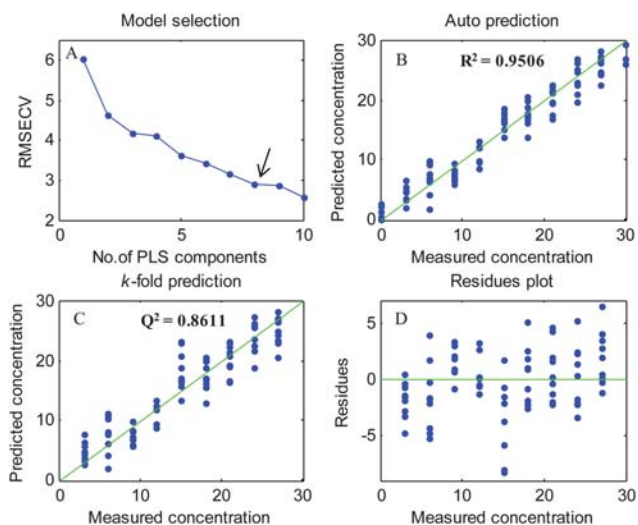 Model selection
A
6
5
4
3
2
0
5
10
RMSECV
No.of PLS components
Auto prediction
B
R² = 0.9506
30
20
10
0
0
10
20
30
Predicted concentration
Measured concentration
k-fold prediction
C
Q² = 0.8611
30
20
10
0
0
10
20
30
Predicted concentration
Measured concentration
Residues plot
D
5
0
-5
0
10
20
30
Residues
Measured concentration